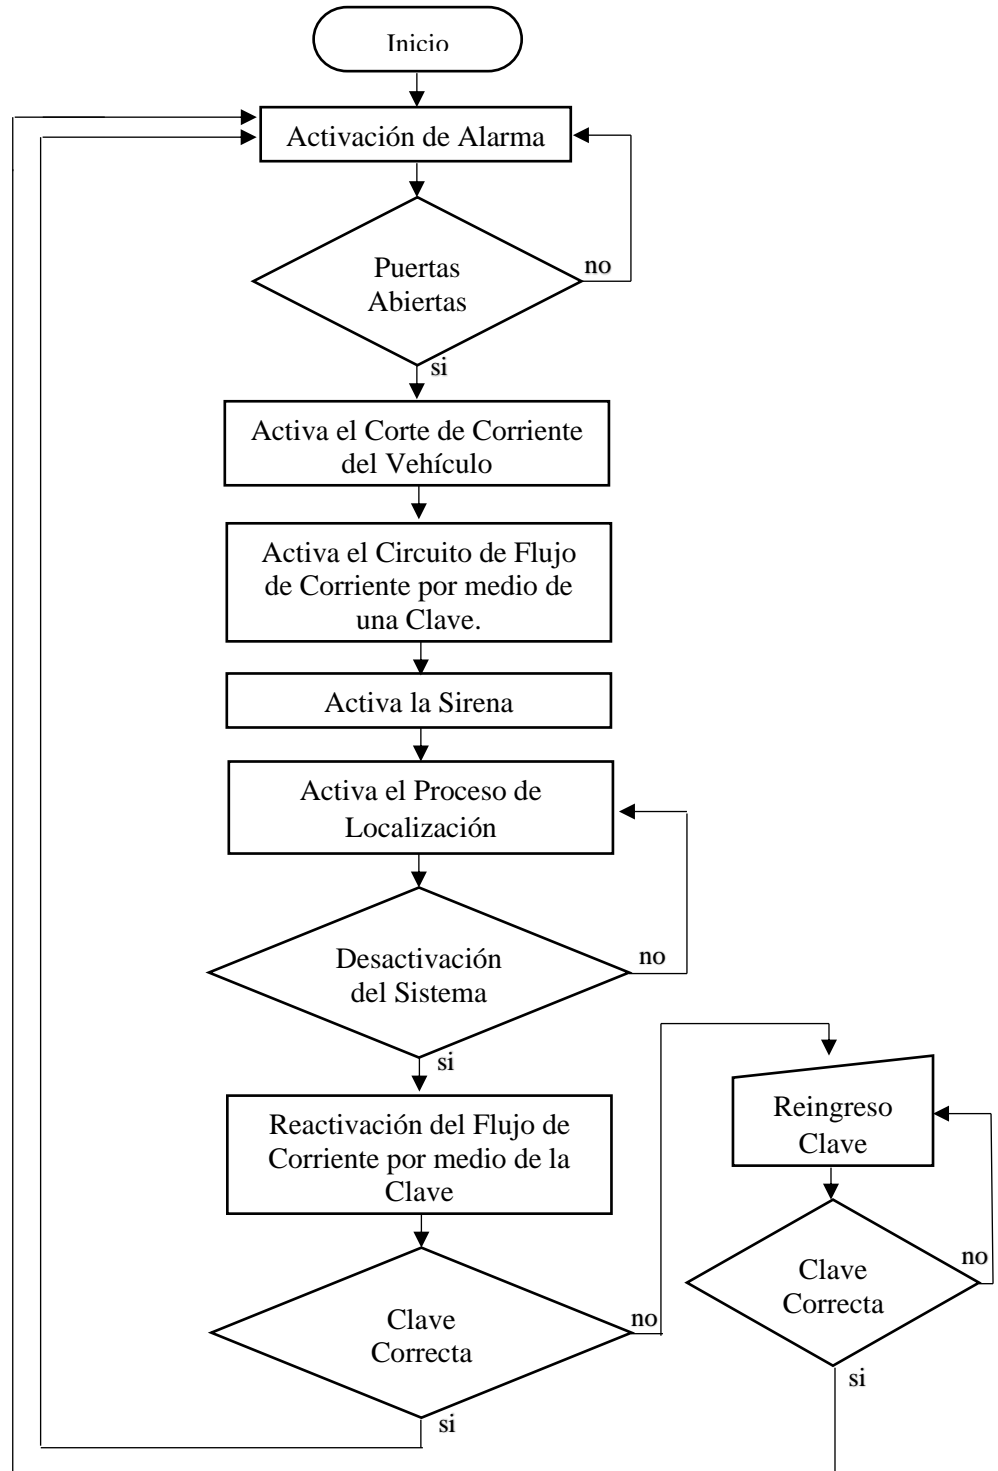 Inicio
Activación de Alarma
Puertas
Abiertas
no
si
Activa el Corte de Corriente
del Vehículo
Activa el Circuito de Flujo
de Corriente por medio de
una Clave.
Activa la Sirena
Activa el Proceso de
Localización
Desactivación
del Sistema
no
si
Reactivación del Flujo de
Corriente por medio de la
Clave
Clave
Correcta
no
si
Reingreso
Clave
Clave
Correcta
no
si